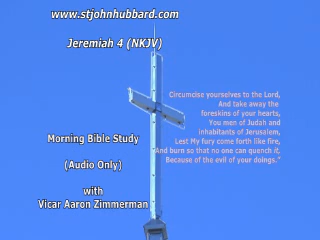 www.stjohnhubbard.com
Jeremiah 4 (NKJV)
Circumcise yourselves to the Lord,
And take away the
foreskins of your hearts,
You men of Judah and
inhabitants of Jerusalem,
Lest My fury come forth like fire,
And burn so that no one can quench it,
Because of the evil of your doings."
Morning Bible Study
(Audio Only)
with
Vicar Aaron Zimmerman